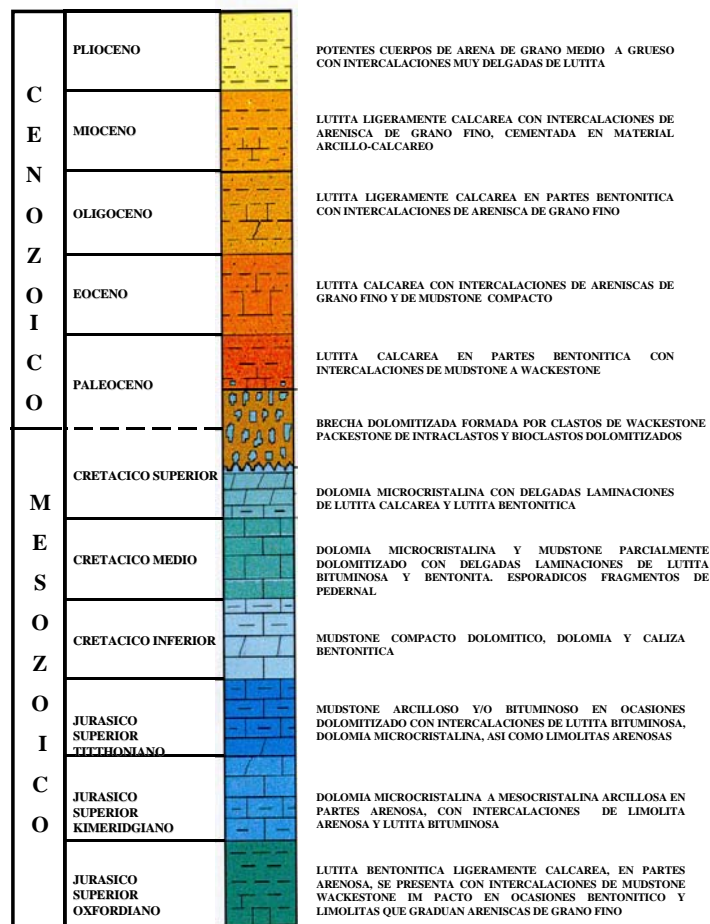 CENOZOICO
PLIOCENO
POTENTES CUERPOS DE ARENA DE GRANO MEDIO A GRUESO
CON INTERCALACIONES MUY DELGADAS DE LUTITA
MIOCENO
LUTITA LIGERAMENTE CALCAREA CON INTERCALACIONES DE
ARENISCA DE GRANO FINO, CEMENTADA EN MATERIAL
ARCILLO-CALCAREO
OLIGOCENO
LUTITA LIGERAMENTE CALCAREA EN PARTES BENTONITICA
CON INTERCALACIONES DE ARENISCA DE GRANO FINO
EOCENO
LUTITA CALCAREA CON INTERCALACIONES DE ARENISCAS DE
GRANO FINO Y DE MUDSTONE COMPACTO
PALEOCENO
LUTITA CALCAREA EN PARTES BENTONITICA CON
INTERCALACIONES DE MUDSTONE A WACKESTONE
BRECHA DOLOMITIZADA FORMADA POR CLASTOS DE WACKESTONE
PACKESTONE DE INTRACLASTOS Y BIOCLASTOS DOLOMITIZADOS
MESOZOICO
CRETACICO SUPERIOR
DOLOMIA MICROCRISTALINA CON DELGADAS LAMINACIONES
DE LUTITA CALCAREA Y LUTITA BENTONITICA
CRETACICO MEDIO
DOLOMIA MICROCRISTALINA Y MUDSTONE PARCIALMENTE
DOLOMITIZADO CON DELGADAS LAMINACIONES DE LUTITA
BITUMINOSA Y BENTONITA. ESPORADICOS FRAGMENTOS DE
PEDERNAL
CRETACICO INFERIOR
MUDSTONE COMPACTO DOLOMITICO, DOLOMIA Y CALIZA
BENTONITICA
JURASICO
SUPERIOR
TITTHONIANO
MUDSTONE ARCILLOSO Y/O BITUMINOSO EN OCASIONES
DOLOMITIZADO CON INTERCALACIONES DE LUTITA BITUMINOSA,
DOLOMIA MICROCRISTALINA, ASI COMO LIMOLITAS ARENOSAS
JURASICO
SUPERIOR
KIMERIDGIANO
DOLOMIA MICROCRISTALINA A MESOCRISTALINA ARCILLOSA EN
PARTES ARENOSA, CON INTERCALACIONES DE LIMOLITA
ARENOSA Y LUTITA BITUMINOSA
JURASICO
SUPERIOR
OXFORDIANO
LUTITA BENTONITICA LIGERAMENTE CALCAREA, EN PARTES
ARENOSA, SE PRESENTA CON INTERCALACIONES DE MUDSTONE
WACKESTONE IM PACTO EN OCASIONES BENTONITICO Y
LIMOLITAS QUE GRADUAN ARENISCAS DE GRANO FINO